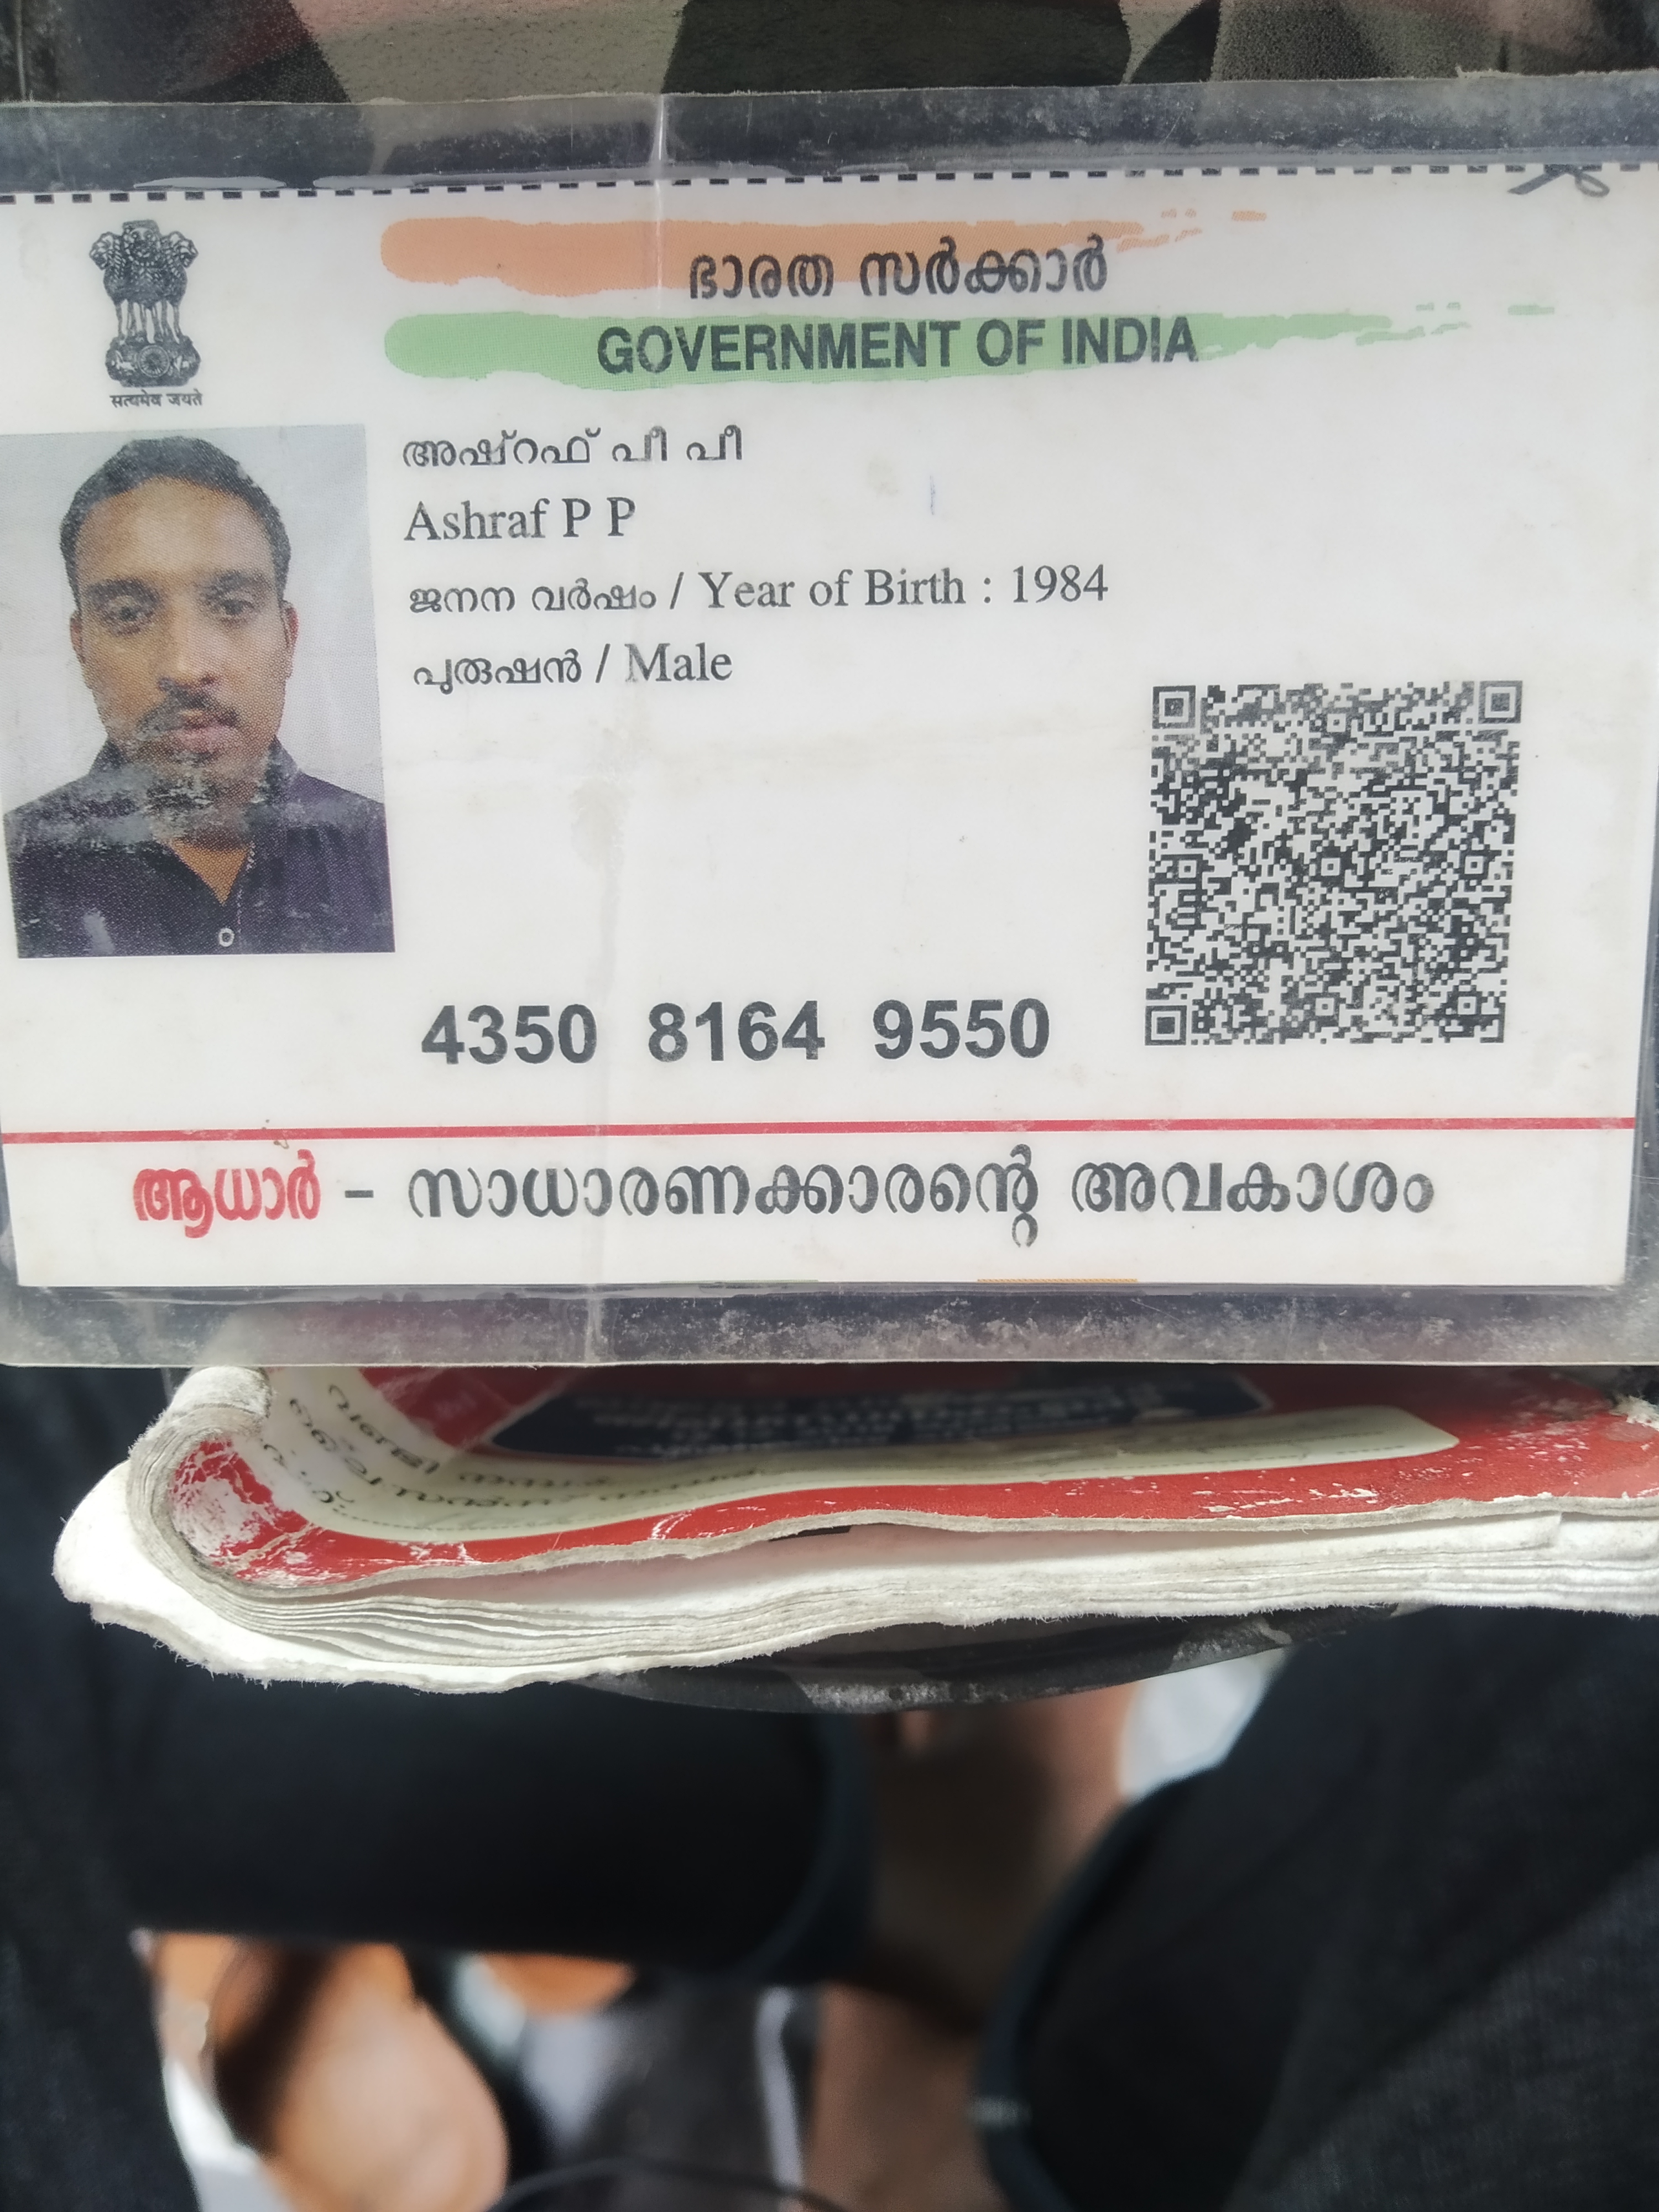 ഭാരത സർക്കാർ
GOVERNMENT OF INDIA
सत्यमेव जयते
അഷ്റഫ് പീ പീ
Ashraf P P
ജനന വർഷം / Year of Birth : 1984
പുരുഷൻ / Male
4350 8164 9550
ആധാർ - സാധാരണക്കാരന്റെ അവകാശം